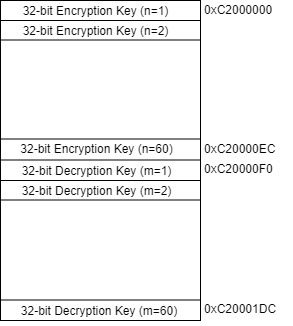 32-bit Encryption Key (n=1) 0xC2000000
32-bit Encryption Key (n=2)
32-bit Encryption Key (n=60) 0xC20000EC
32-bit Decryption Key (m=1) 0xC20000F0
32-bit Decryption Key (m=2)
32-bit Decryption Key (m=60) 0xC20001DC